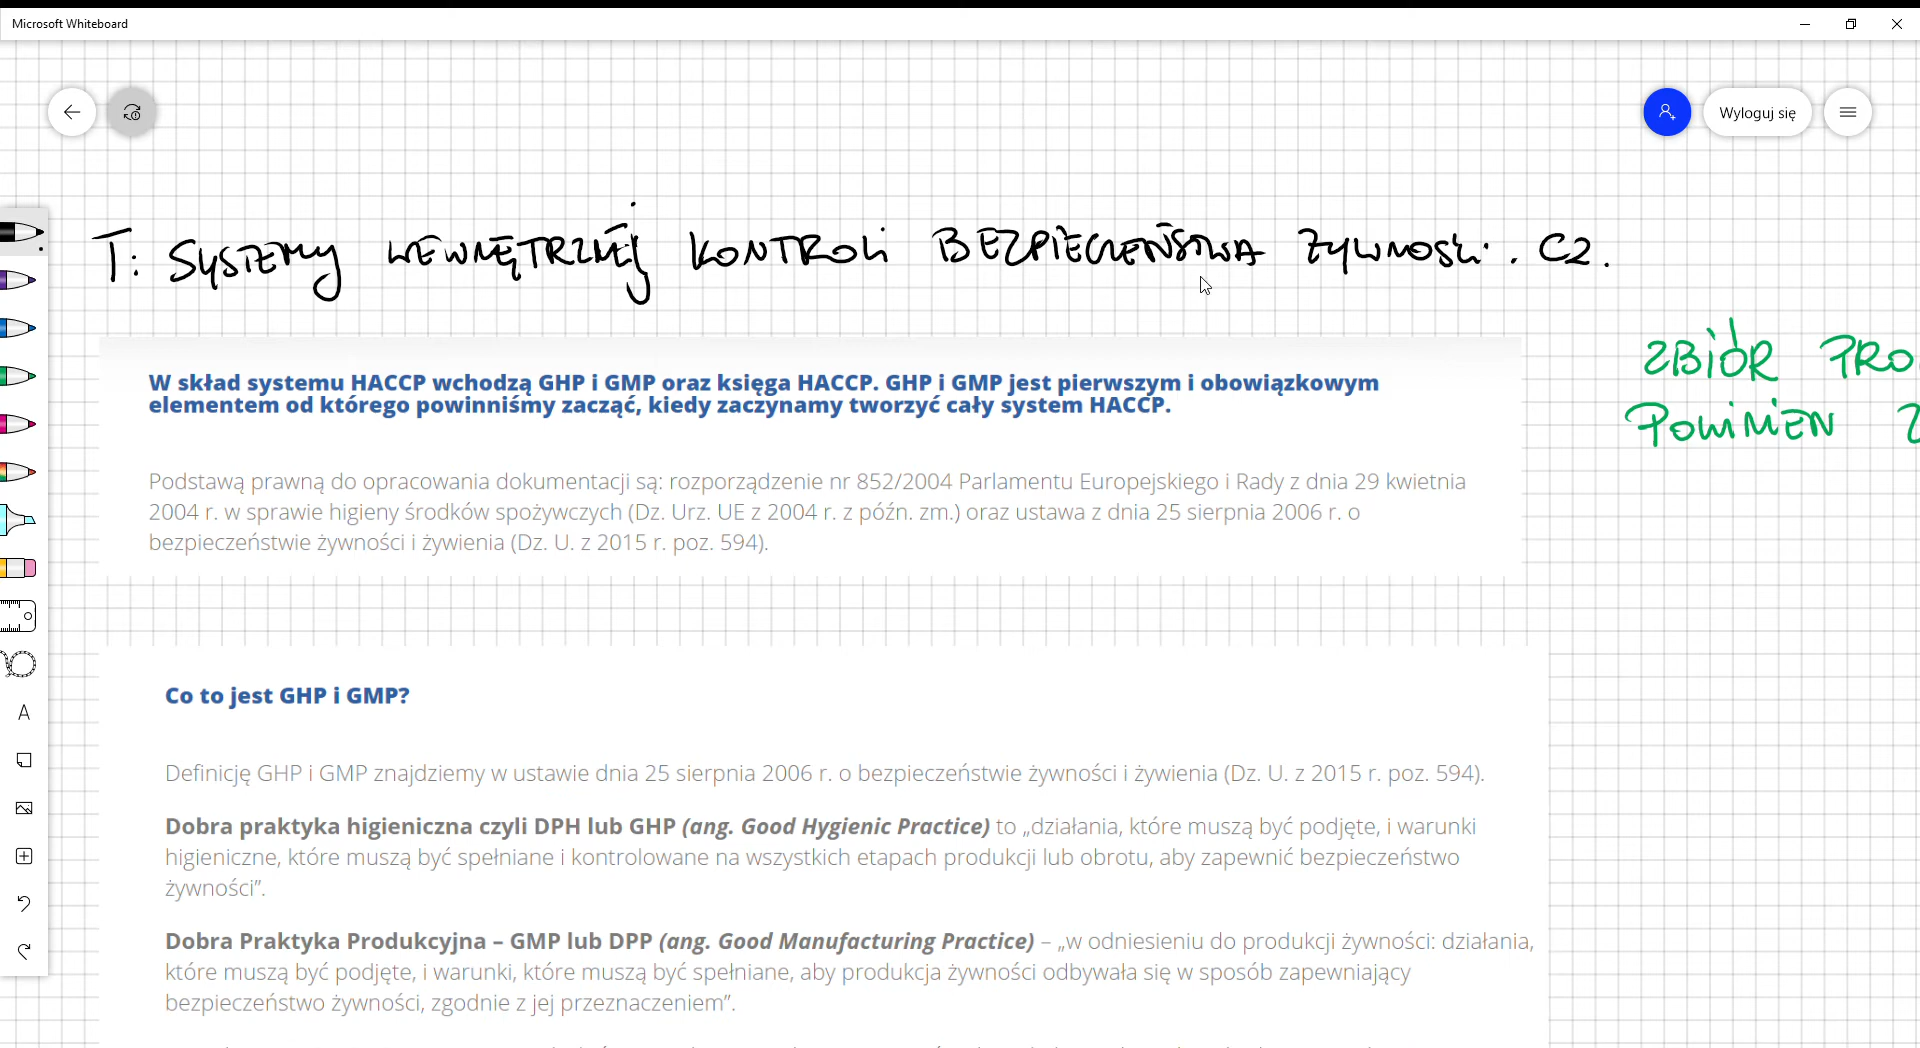 Microsoft Whiteboard
Wyloguj się
T: SYSTEMY WEWNĘTRZNEJ KONTROLI BEZPIECZEŃSTWA ŻYWNOŚCI . C2 .
ZBIÓR PRO
POWINIEN
W skład systemu HACCP wchodzą GHP i GMP oraz księga HACCP. GHP i GMP jest pierwszym i obowiązkowym
elementem od którego powinniśmy zacząć, kiedy zaczynamy tworzyć cały system HACCP.
Podstawą prawną do opracowania dokumentacji są: rozporządzenie nr 852/2004 Parlamentu Europejskiego i Rady z dnia 29 kwietnia
2004 r. w sprawie higieny środków spożywczych (Dz. Urz. UE z 2004 r. z późn. zm.) oraz ustawa z dnia 25 sierpnia 2006 r. o
bezpieczeństwie żywności i żywienia (Dz. U. z 2015 r. poz. 594).
Co to jest GHP i GMP?
Definicję GHP i GMP znajdziemy w ustawie dnia 25 sierpnia 2006 r. o bezpieczeństwie żywności i żywienia (Dz. U. z 2015 r. poz. 594).
Dobra praktyka higieniczna czyli DPH lub GHP (ang. Good Hygienic Practice) to „działania, które muszą być podjęte, i warunki
higieniczne, które muszą być spełniane i kontrolowane na wszystkich etapach produkcji lub obrotu, aby zapewnić bezpieczeństwo
żywności”.
Dobra Praktyka Produkcyjna – GMP lub DPP (ang. Good Manufacturing Practice) – „w odniesieniu do produkcji żywności: działania,
które muszą być podjęte, i warunki, które muszą być spełniane, aby produkcja żywności odbywała się w sposób zapewniający
bezpieczeństwo żywności, zgodnie z jej przeznaczeniem”.